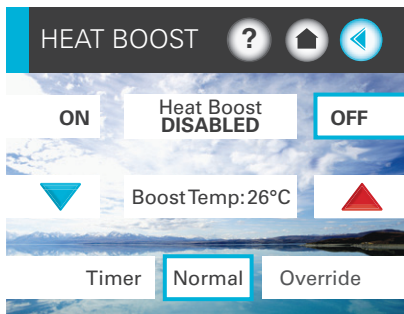 HEAT BOOST ?
ON Heat Boost DISABLED OFF
Boost Temp: 26°C
Timer Normal Override